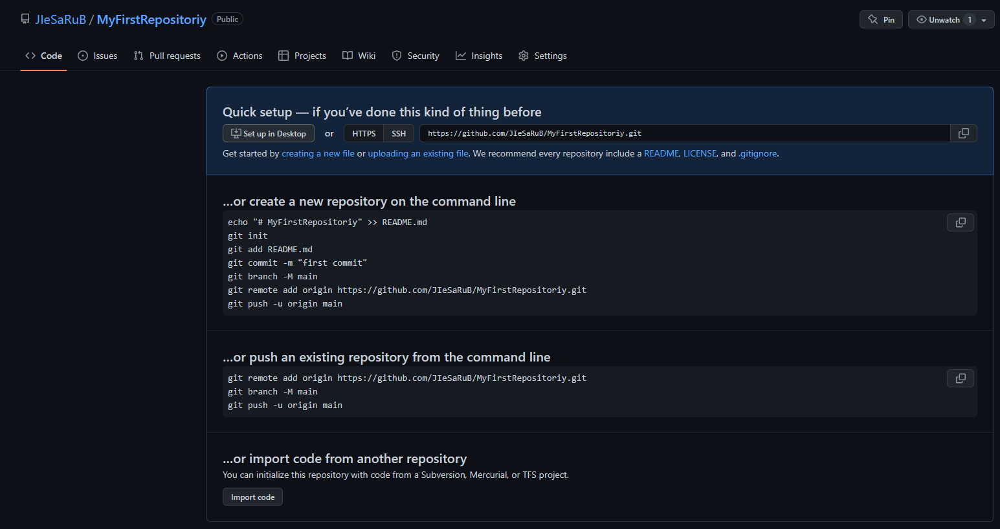 JIeSaRuB / MyFirstRepositoriy Public
Pin Unwatch 1
Code Issues Pull requests Actions Projects Wiki Security Insights Settings
Quick setup — if you’ve done this kind of thing before
Set up in Desktop or HTTPS SSH https://github.com/JIeSaRuB/MyFirstRepositoriy.git
Get started by creating a new file or uploading an existing file. We recommend every repository include a README, LICENSE, and .gitignore.
…or create a new repository on the command line
echo "# MyFirstRepositoriy" >> README.md
git init
git add README.md
git commit -m "first commit"
git branch -M main
git remote add origin https://github.com/JIeSaRuB/MyFirstRepositoriy.git
git push -u origin main
…or push an existing repository from the command line
git remote add origin https://github.com/JIeSaRuB/MyFirstRepositoriy.git
git branch -M main
git push -u origin main
…or import code from another repository
You can initialize this repository with code from a Subversion, Mercurial, or TFS project.
Import code